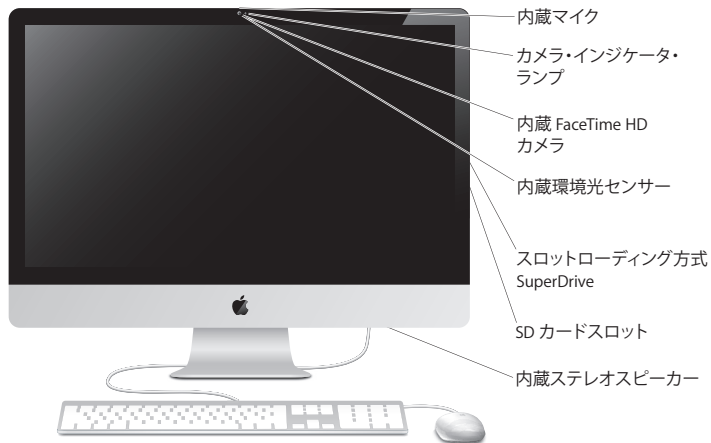 内蔵マイク
カメラ・インジケータ・
ランプ
内蔵 FaceTime HD
カメラ
内蔵環境光センサー
スロットローディング方式
SuperDrive
SD カードスロット
内蔵ステレオスピーカー